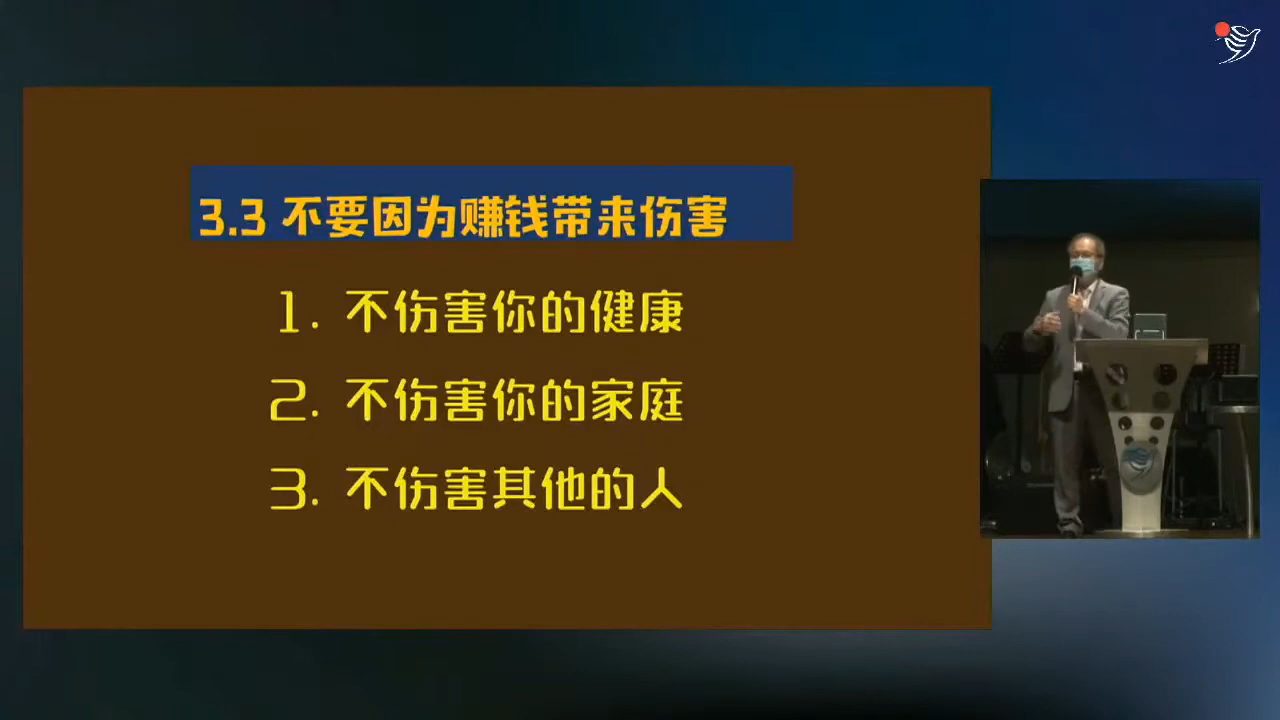 3.3 不要因为赚钱带来伤害
1. 不伤害你的健康
2. 不伤害你的家庭
3. 不伤害其他的人